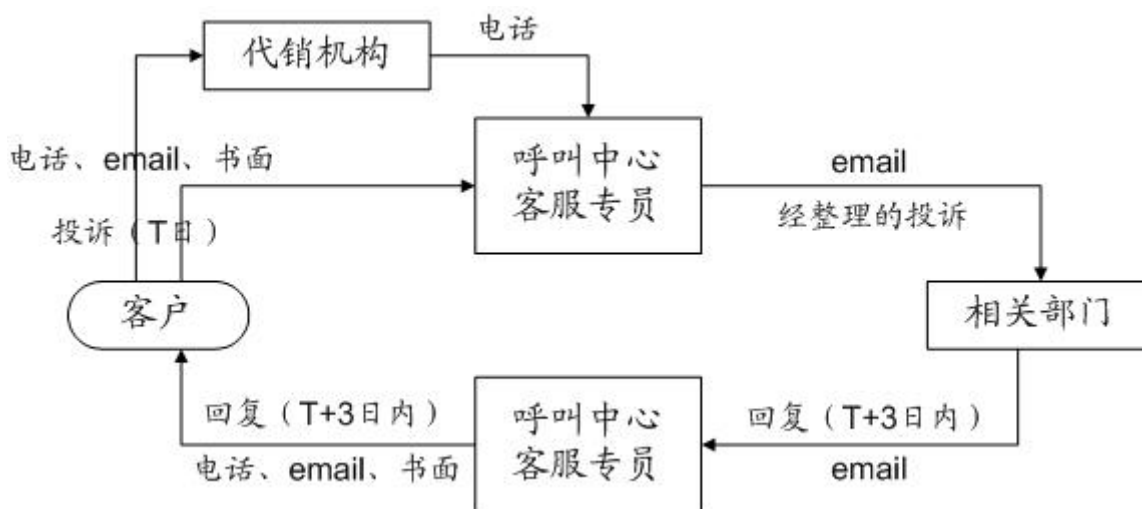 代销机构
电话
电话、email、书面
投诉（T日）
呼叫中心
客服专员
email
经整理的投诉
客户
相关部门
回复（T+3日内）
电话、email、书面
呼叫中心
客服专员
回复（T+3日内）
email